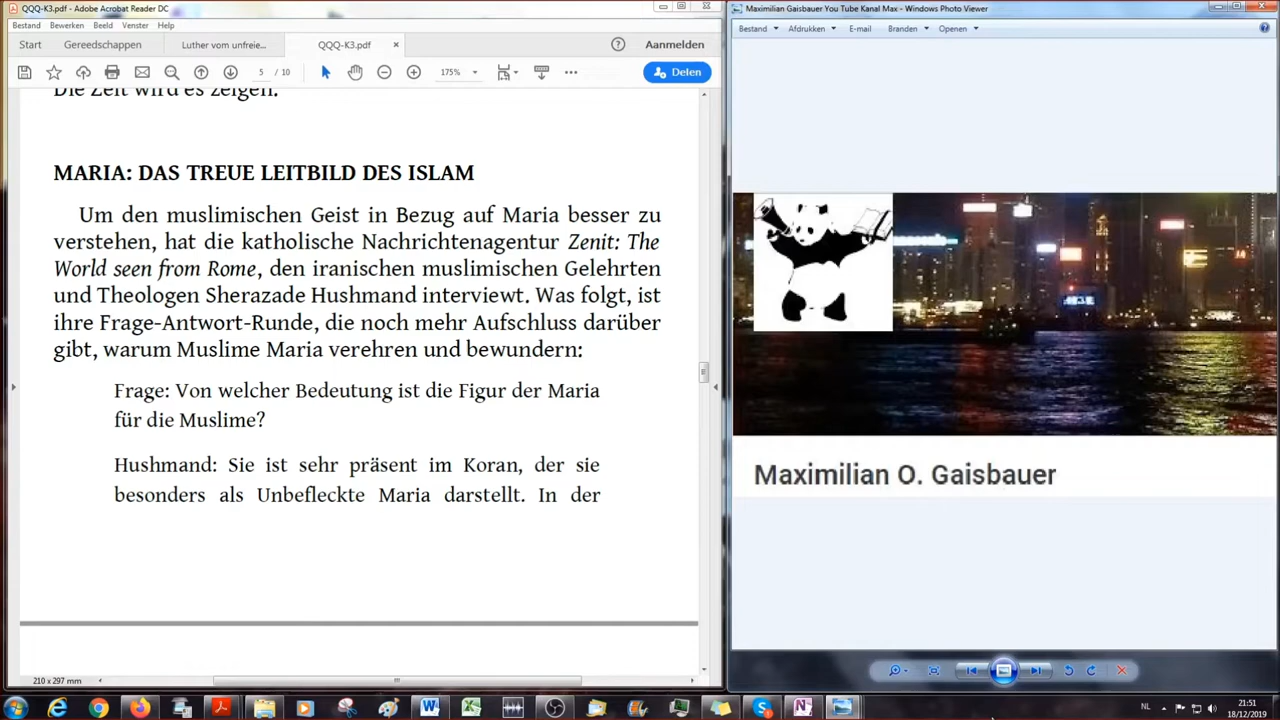 QQQ-K3.pdf - Adobe Acrobat Reader DC
Bestand Bewerken Beeld Venster Help
Start Gereedschappen Luther vom unfreie... QQQ-K3.pdf × Aanmelden
5 / 10 175% Delen
Die Zeit wird es zeigen.
MARIA: DAS TREUE LEITBILD DES ISLAM
Um den muslimischen Geist in Bezug auf Maria besser zu
verstehen, hat die katholische Nachrichtenagentur Zenit: The
World seen from Rome, den iranischen muslimischen Gelehrten
und Theologen Sherazade Hushmand interviewt. Was folgt, ist
ihre Frage-Antwort-Runde, die noch mehr Aufschluss darüber
gibt, warum Muslime Maria verehren und bewundern:
Frage: Von welcher Bedeutung ist die Figur der Maria
für die Muslime?
Hushmand: Sie ist sehr präsent im Koran, der sie
besonders als Unbefleckte Maria darstellt. In der
210 x 297 mm
Maximilian Gaisbauer You Tube Kanal Max - Windows Photo Viewer
Bestand Afdrukken E-mail Branden Openen
Maximilian O. Gaisbauer
NL 21:51
18/12/2019